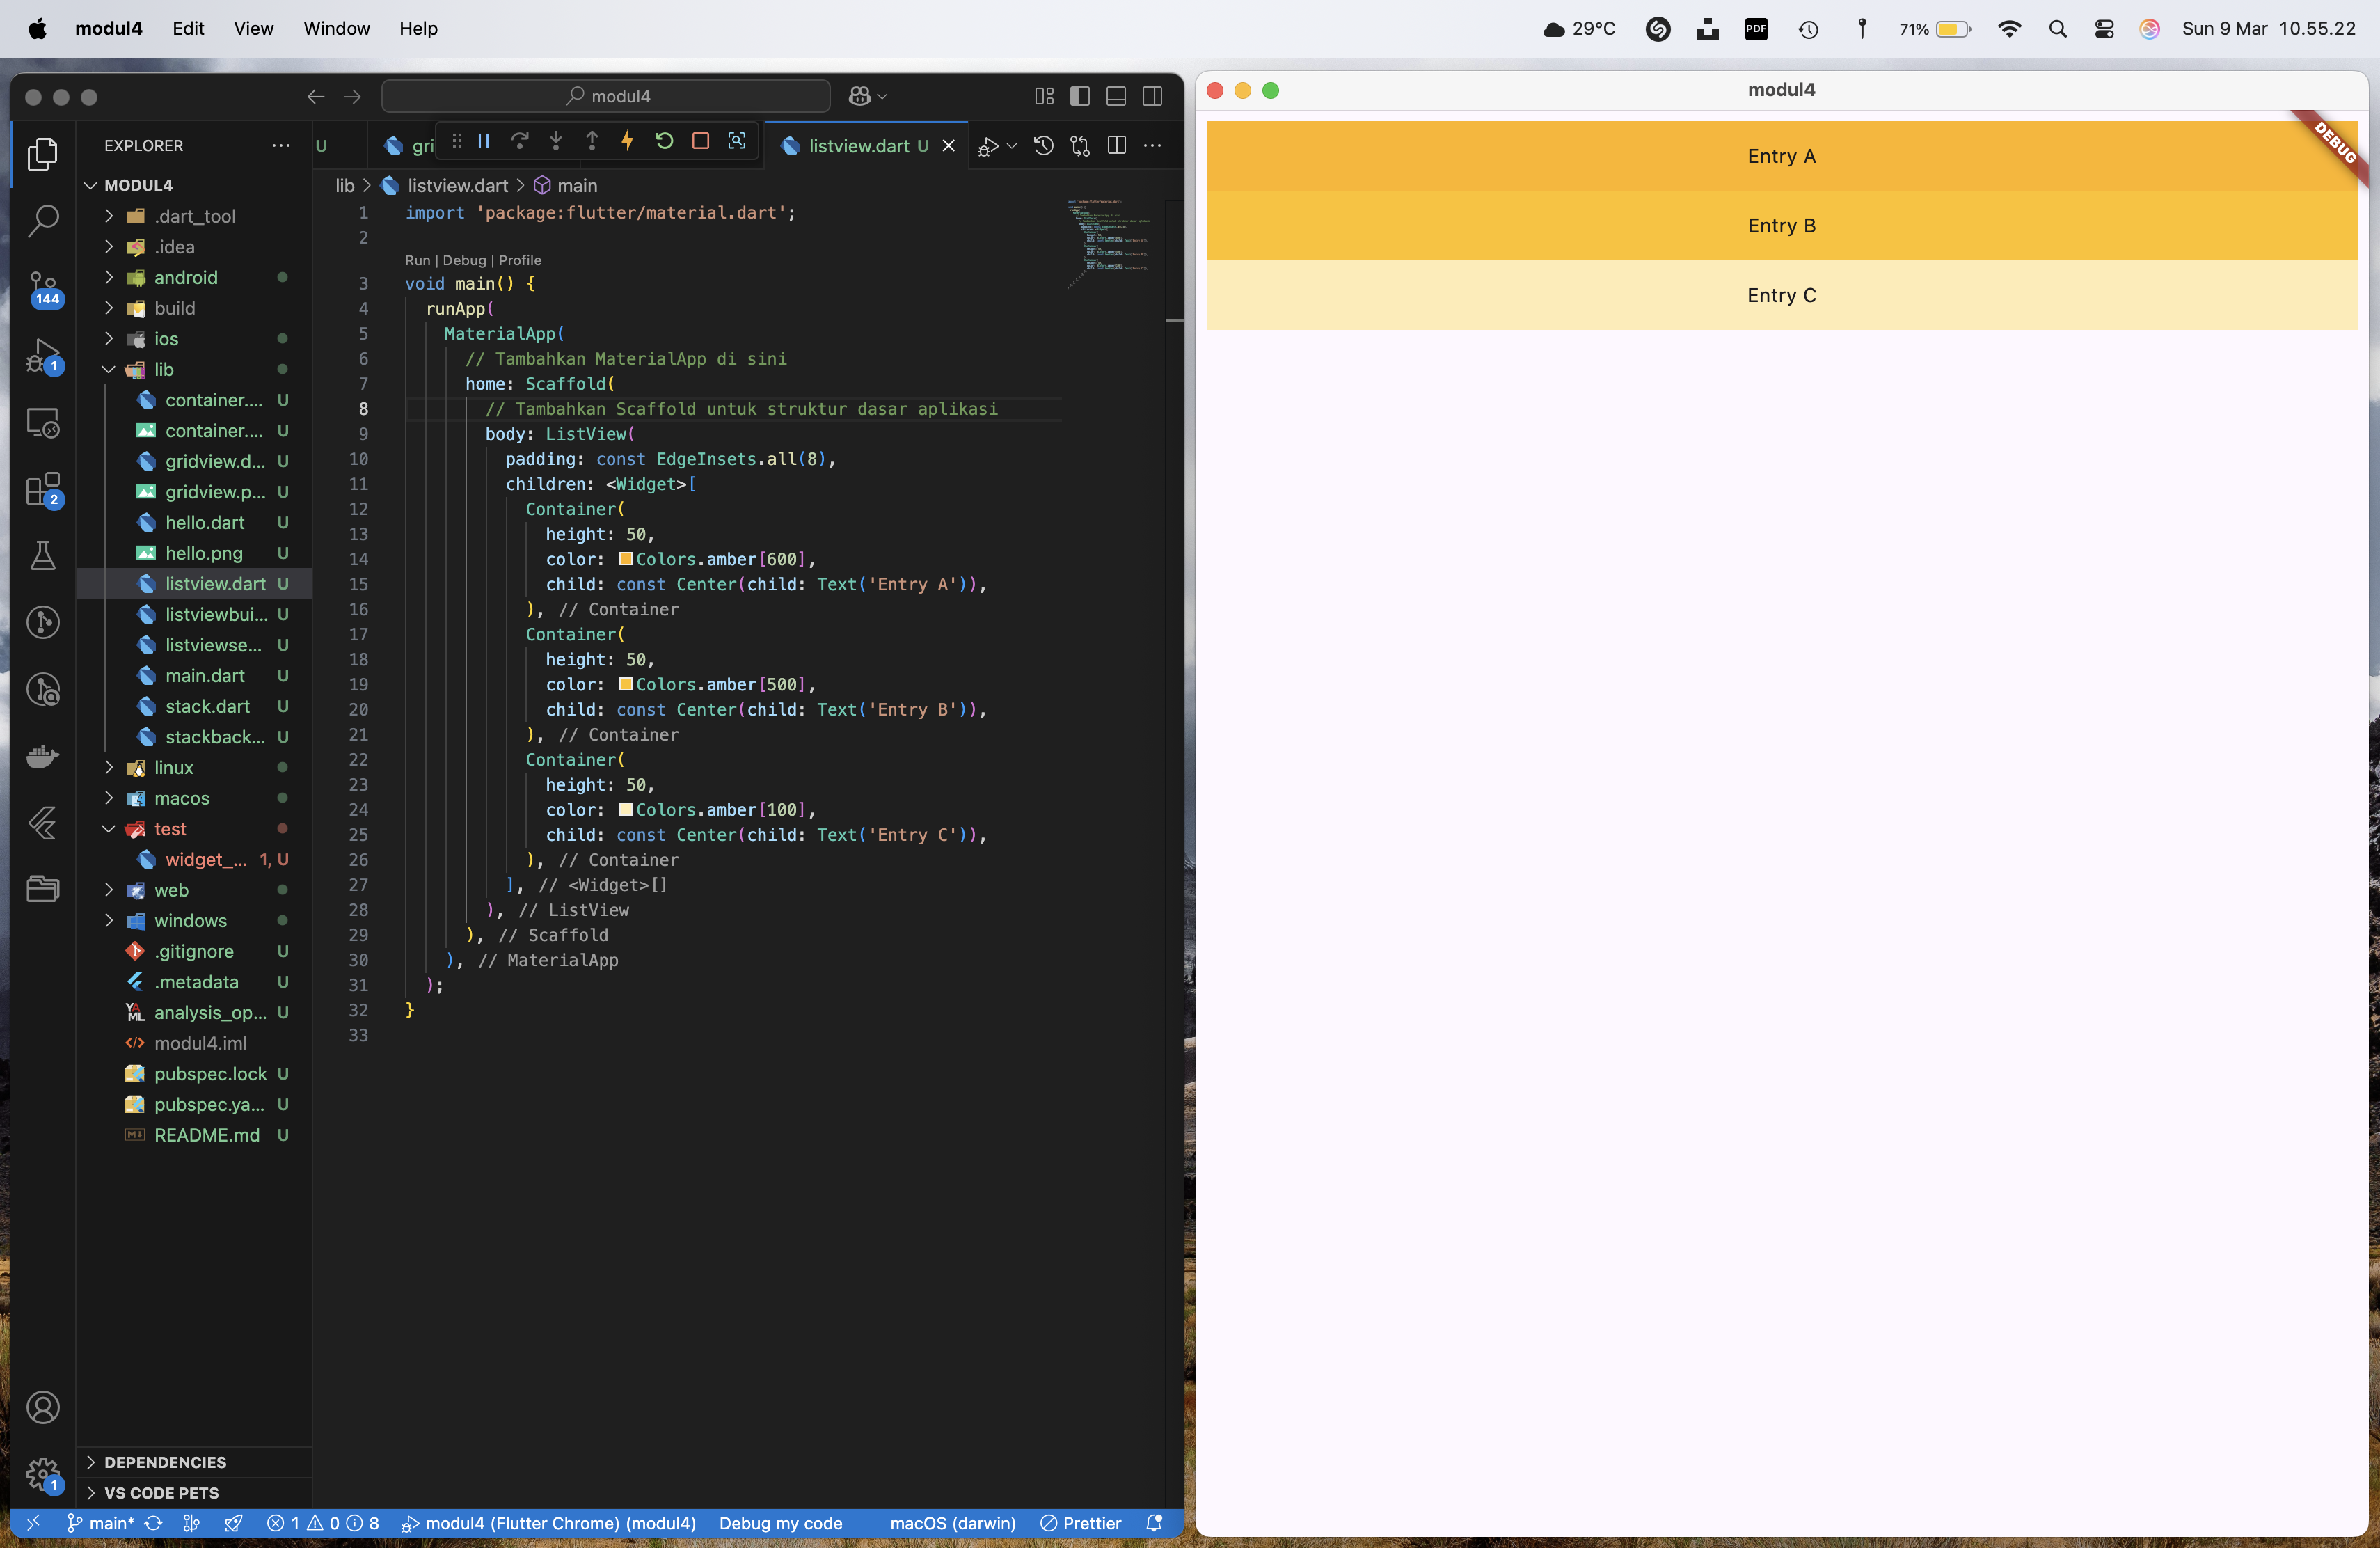 modul4 Edit View Window Help
PDF
29°C 71% Sun 9 Mar 10.55.22
modul4
EXPLORER
MODUL4
.dart_tool
.idea
android
build
ios
lib
container.... U
container.... U
gridview.d... U
gridview.p... U
hello.dart U
hello.png U
listview.dart U
listviewbui... U
listviewse... U
main.dart U
stack.dart U
stackback... U
linux
macos
test
widget_... 1, U
web
windows
.gitignore U
.metadata U
analysis_op... U
modul4.iml
pubspec.lock U
pubspec.ya... U
README.md U
DEPENDENCIES
VS CODE PETS
144
1
2
1
U gri listview.dart U
lib > listview.dart > main
1 import 'package:flutter/material.dart';
2
Run | Debug | Profile
3 void main() {
4 runApp(
5 MaterialApp(
6 // Tambahkan MaterialApp di sini
7 home: Scaffold(
8 // Tambahkan Scaffold untuk struktur dasar aplikasi
9 body: ListView(
10 padding: const EdgeInsets.all(8),
11 children: <Widget>[
12 Container(
13 height: 50,
14 color: Colors.amber[600],
15 child: const Center(child: Text('Entry A')),
16 ), // Container
17 Container(
18 height: 50,
19 color: Colors.amber[500],
20 child: const Center(child: Text('Entry B')),
21 ), // Container
22 Container(
23 height: 50,
24 color: Colors.amber[100],
25 child: const Center(child: Text('Entry C')),
26 ), // Container
27 ], // <Widget>[]
28 ), // ListView
29 ), // Scaffold
30 ), // MaterialApp
31 );
32 }
33
main* 1 0 8 modul4 (Flutter Chrome) (modul4) Debug my code macOS (darwin) Prettier
modul4
DEBUG
Entry A
Entry B
Entry C